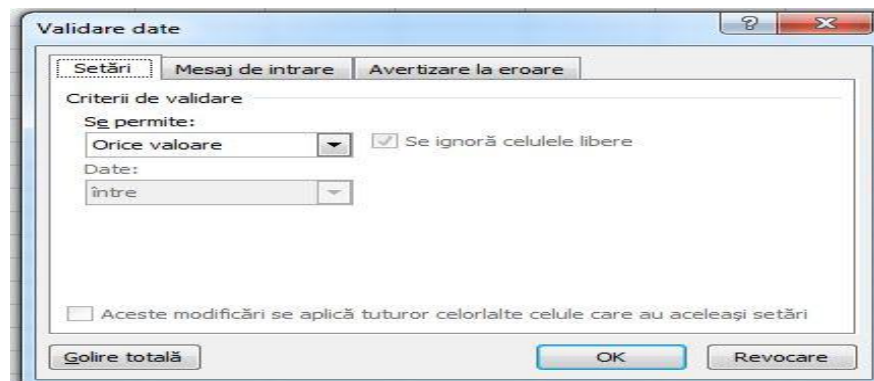 Validare date
Setări Mesaj de intrare Avertizare la eroare
Criterii de validare
Se permite:
Orice valoare Se ignoră celulele libere
Date:
între
Aceste modificări se aplică tuturor celorlalte celule care au aceleași setări
Golire totală OK Revocare